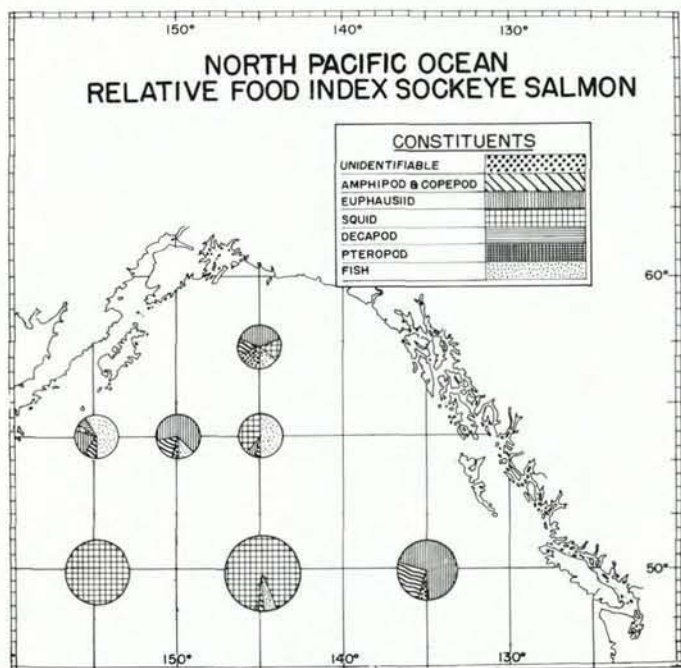 150° 140° 130°
NORTH PACIFIC OCEAN
RELATIVE FOOD INDEX SOCKEYE SALMON
CONSTITUENTS
UNIDENTIFIABLE
AMPHIPOD & COPEPOD
EUPHAUSIID
SQUID
DECAPOD
PTEROPOD
FISH
60°
50°
150° 140° 130°